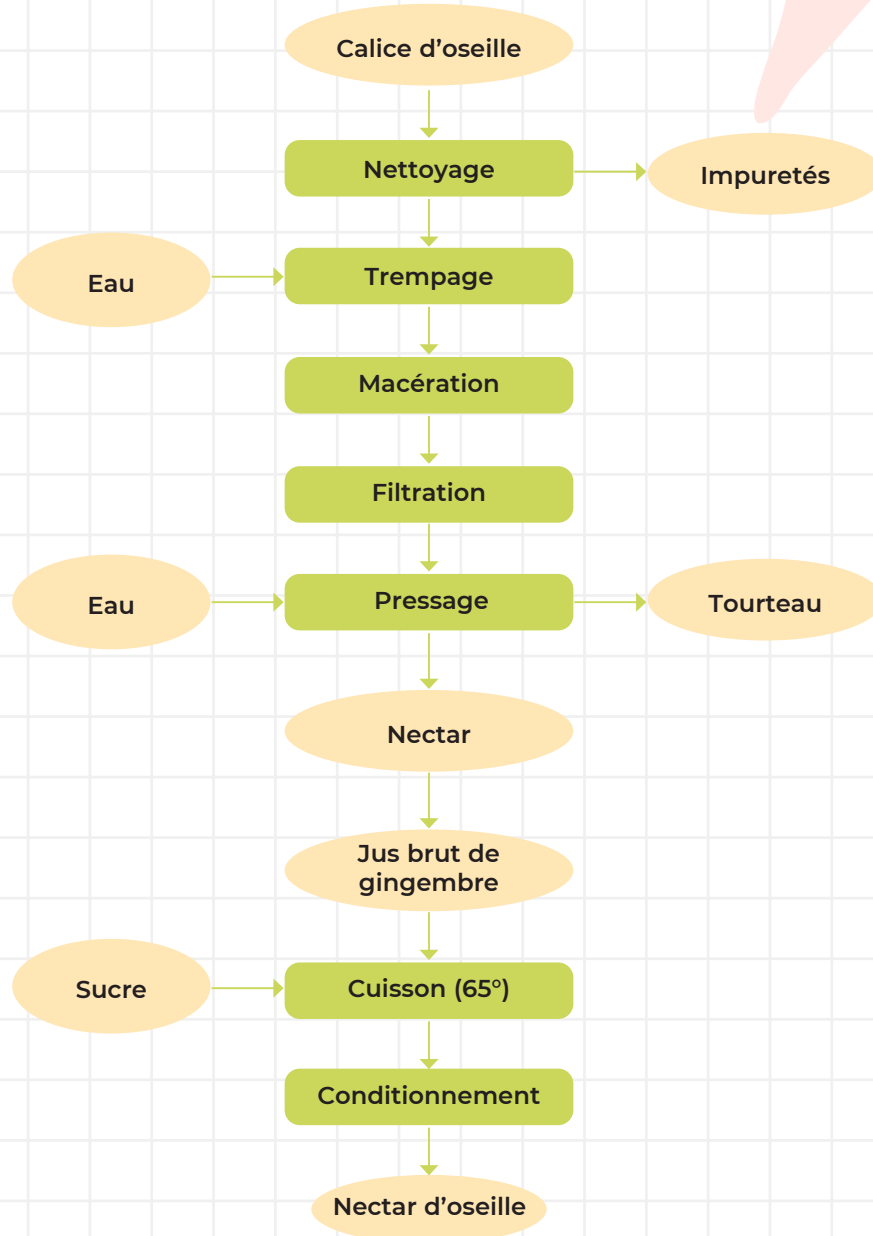 Calice d’oseille
Nettoyage
Impuretés
Eau
Trempage
Macération
Filtration
Eau
Pressage
Tourteau
Nectar
Jus brut de
gingembre
Sucre
Cuisson (65°)
Conditionnement
Nectar d’oseille